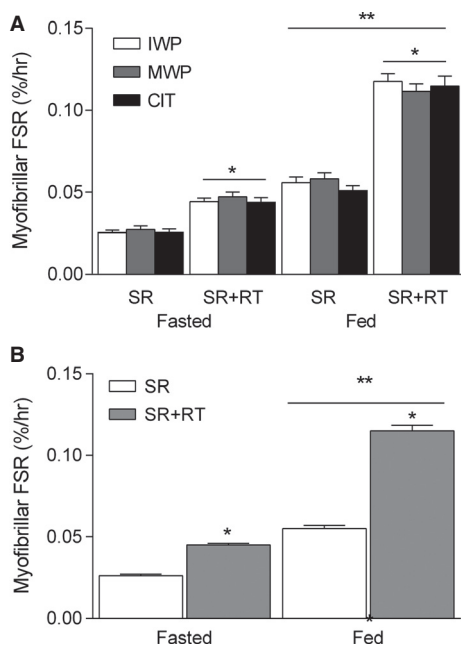 A
Myofibrillar FSR (%/hr)
0.15
0.10
0.05
0.00
IWP
MWP
CIT
*
**
*
SR
SR+RT
SR
SR+RT
Fasted
Fed
B
Myofibrillar FSR (%/hr)
0.15
0.10
0.05
0.00
SR
SR+RT
*
**
*
*
Fasted
Fed